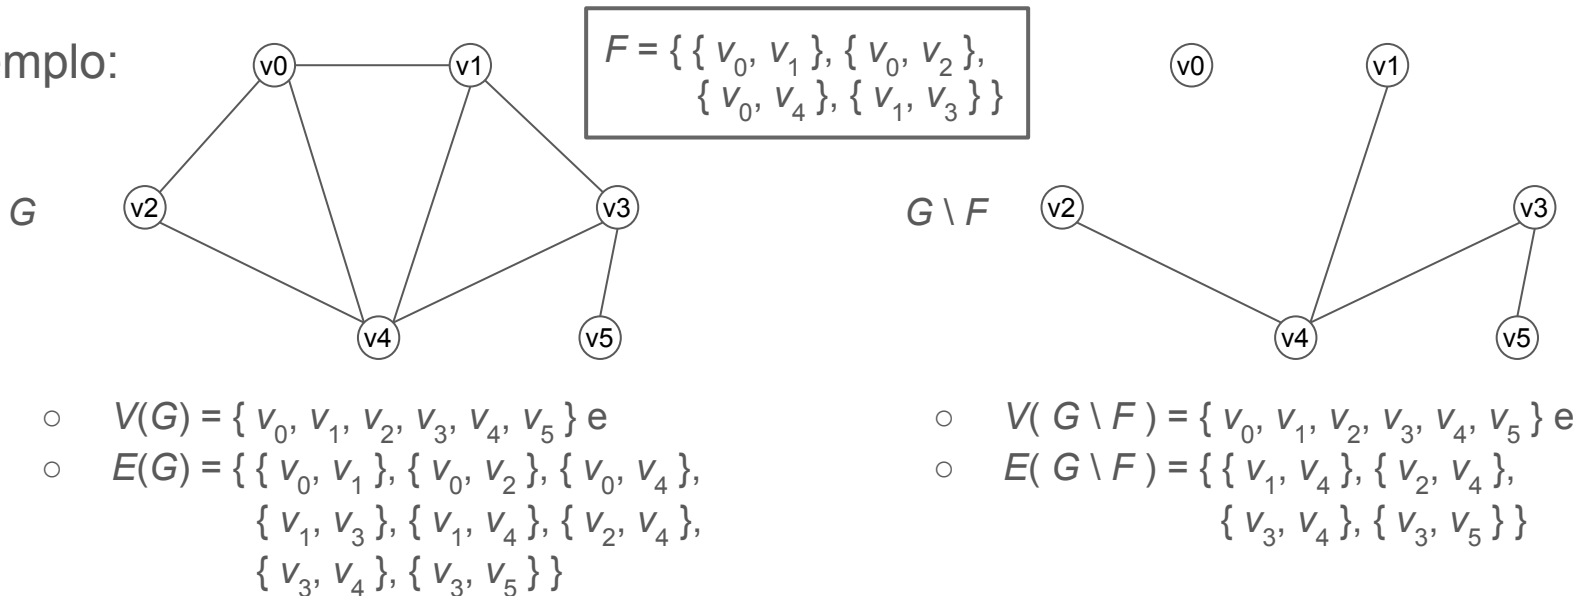 mplo:
F = { { v₀, v₁ }, { v₀, v₂ },
{ v₀, v₄ }, { v₁, v₃ } }
v0
v1
G
v2
v3
v4
v5
v0
v1
G \ F
v2
v3
v4
v5
○ V(G) = { v₀, v₁, v₂, v₃, v₄, v₅ } e
○ E(G) = { { v₀, v₁ }, { v₀, v₂ }, { v₀, v₄ },
{ v₁, v₃ }, { v₁, v₄ }, { v₂, v₄ },
{ v₃, v₄ }, { v₃, v₅ } }
○ V( G \ F ) = { v₀, v₁, v₂, v₃, v₄, v₅ } e
○ E( G \ F ) = { { v₁, v₄ }, { v₂, v₄ },
{ v₃, v₄ }, { v₃, v₅ } }